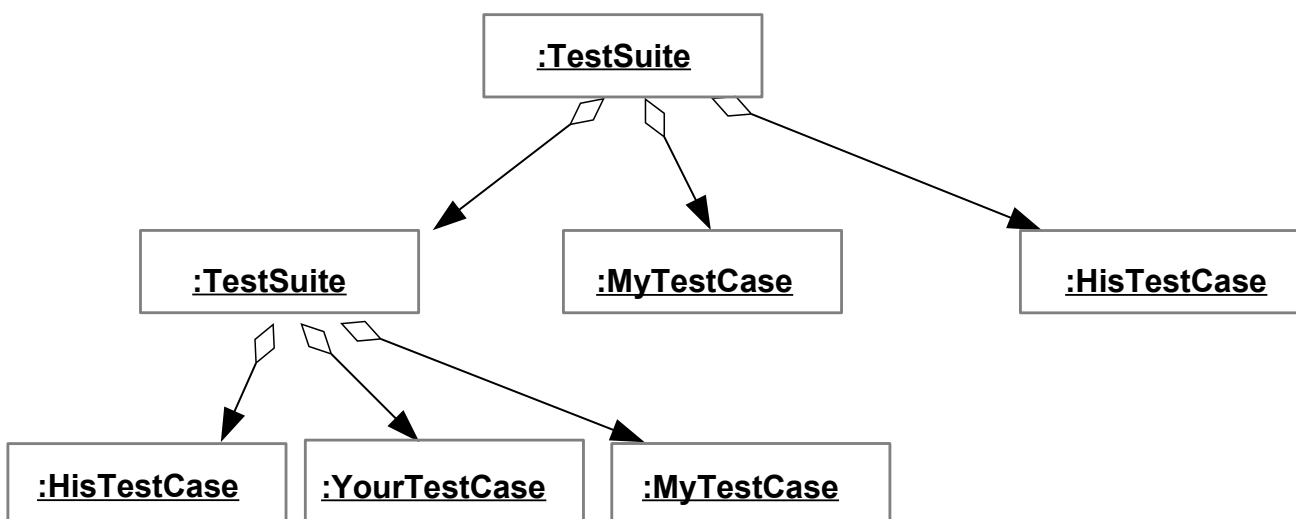 :TestSuite
:TestSuite
:MyTestCase
:HisTestCase
:HisTestCase
:YourTestCase
:MyTestCase